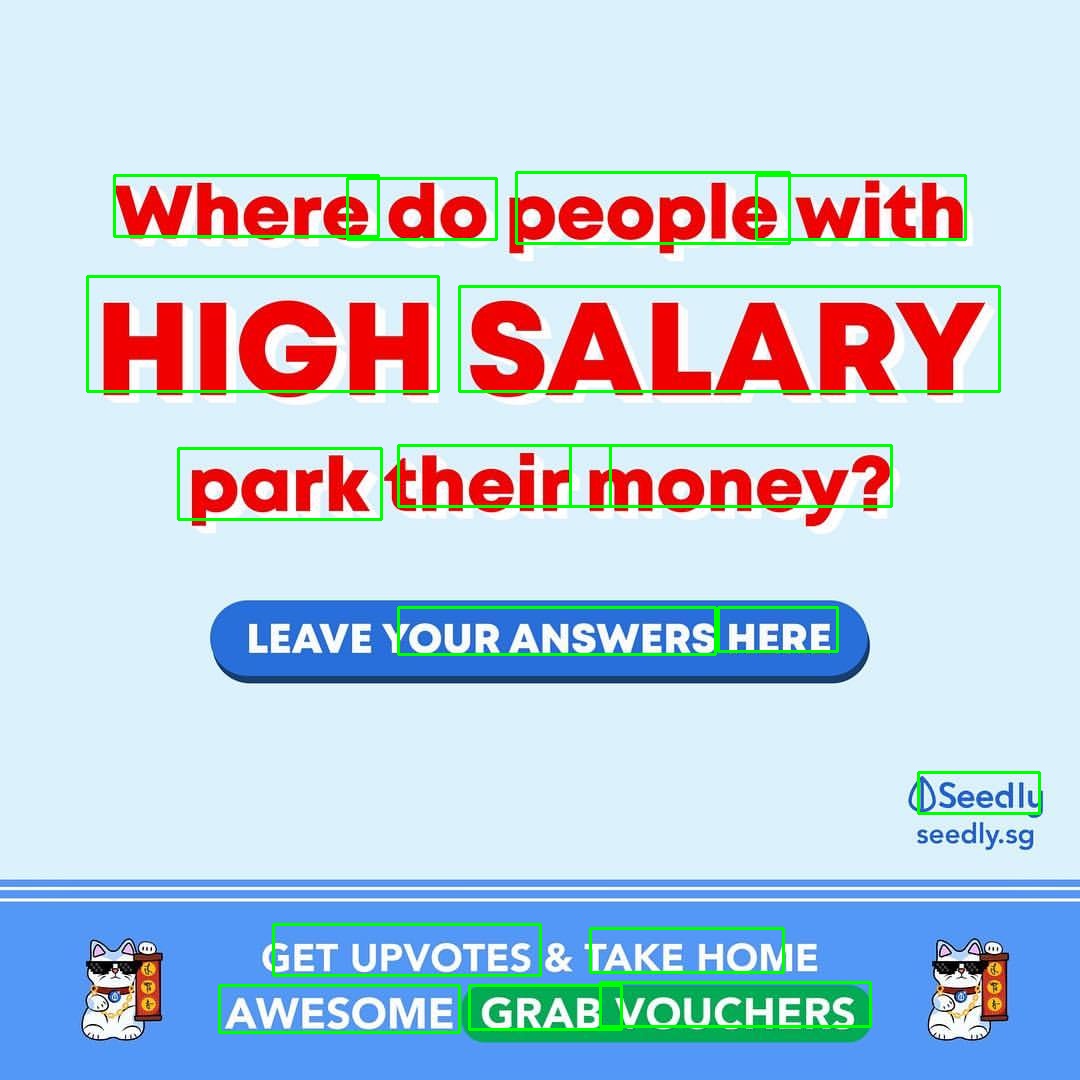 Where do people with
HIGH SALARY
park their money?
LEAVE YOUR ANSWERS HERE
Seedly
seedly.sg
GET UPVOTES & TAKE HOME
AWESOME GRAB VOUCHERS